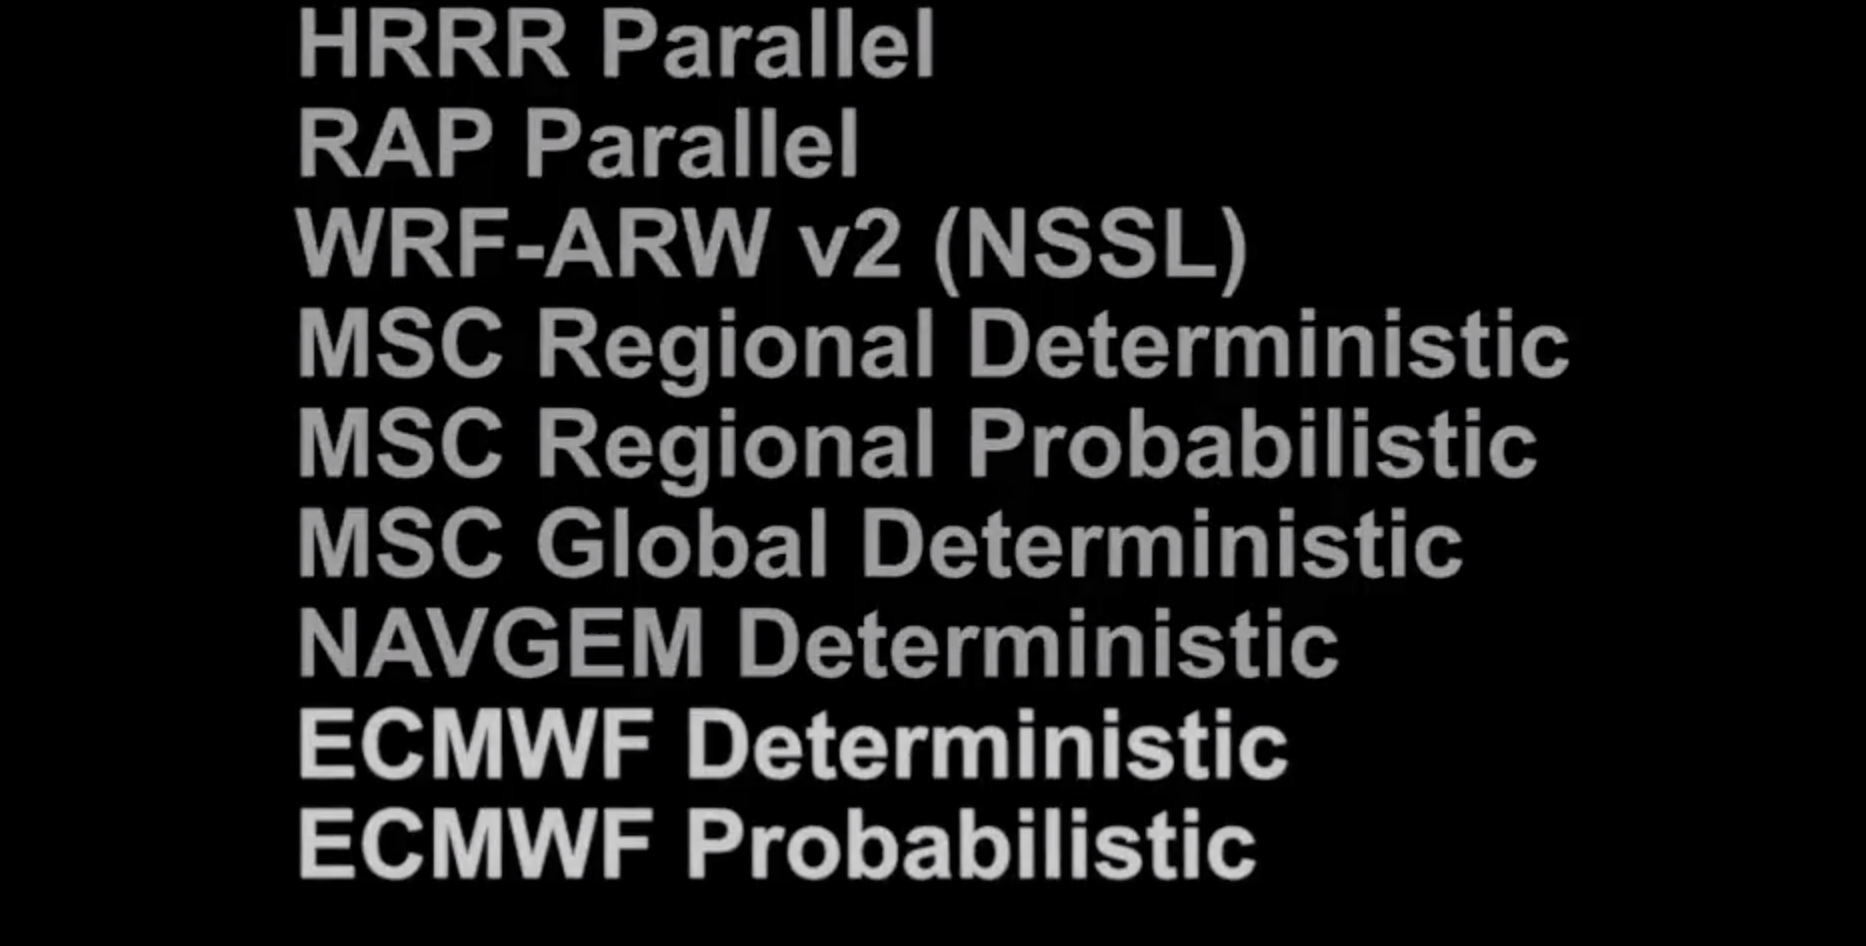 HRRR Parallel
RAP Parallel
WRF-ARW v2 (NSSL)
MSC Regional Deterministic
MSC Regional Probabilistic
MSC Global Deterministic
NAVGEM Deterministic
ECMWF Deterministic
ECMWF Probabilistic